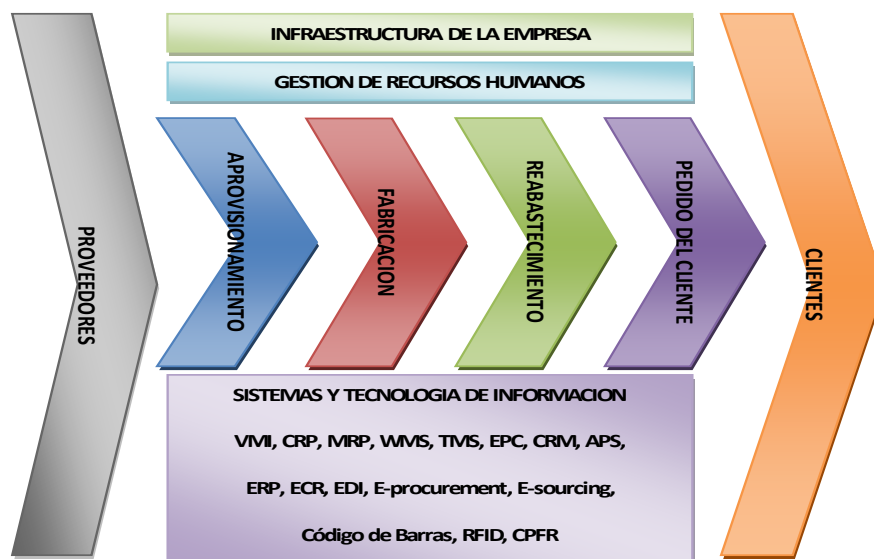 INFRAESTRUCTURA DE LA EMPRESA
GESTION DE RECURSOS HUMANOS
PROVEEDORES
APROVISIONAMIENTO
FABRICACION
REABASTECIMIENTO
PEDIDO DEL CLIENTE
CLIENTES
SISTEMAS Y TECNOLOGIA DE INFORMACION
VMI, CRP, MRP, WMS, TMS, EPC, CRM, APS,
ERP, ECR, EDI, E-procurement, E-sourcing,
Código de Barras, RFID, CPFR